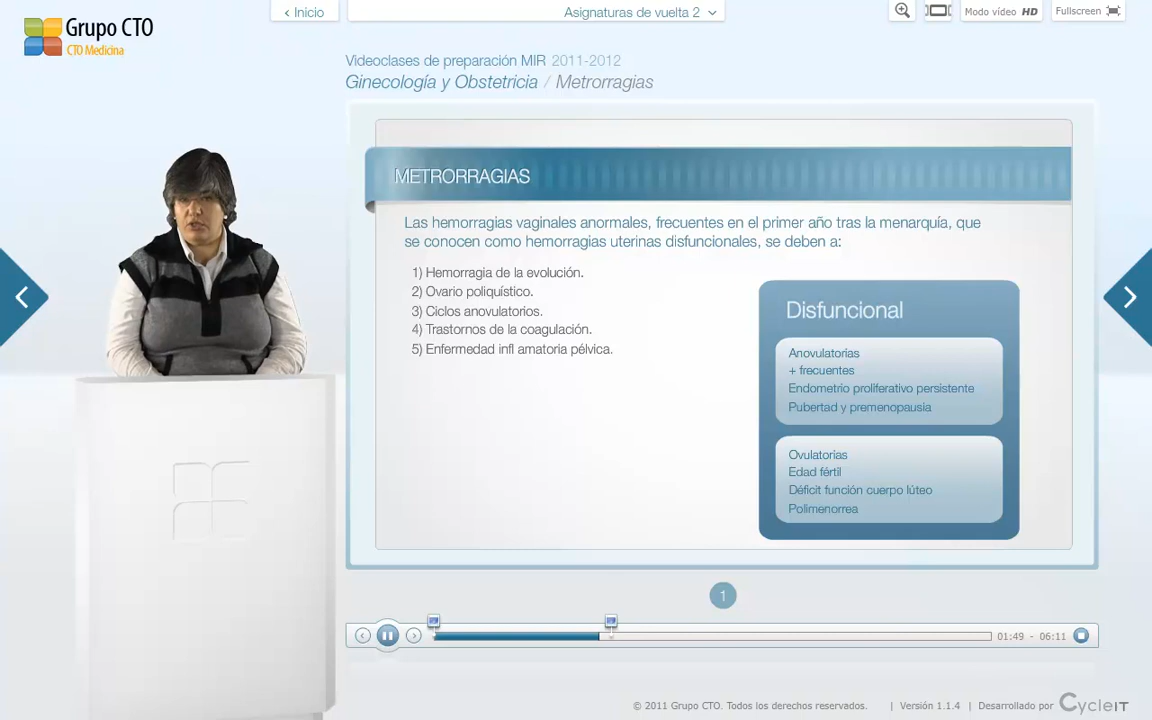 Grupo CTO
CTO Medicina
‹ Inicio
Asignaturas de vuelta 2
Modo vídeo HD
Fullscreen
Videoclases de preparación MIR 2011-2012
Ginecología y Obstetricia / Metrorragias
METRORRAGIAS
Las hemorragias vaginales anormales, frecuentes en el primer año tras la menarquía, que
se conocen como hemorragias uterinas disfuncionales, se deben a:
1) Hemorragia de la evolución.
2) Ovario poliquístico.
3) Ciclos anovulatorios.
4) Trastornos de la coagulación.
5) Enfermedad infl amatoria pélvica.
Disfuncional
Anovulatorias
+ frecuentes
Endometrio proliferativo persistente
Pubertad y premenopausia
Ovulatorias
Edad fértil
Déficit función cuerpo lúteo
Polimenorrea
1
01:49 - 06:11
© 2011 Grupo CTO. Todos los derechos reservados. | Versión 1.1.4 | Desarrollado por CycleIT